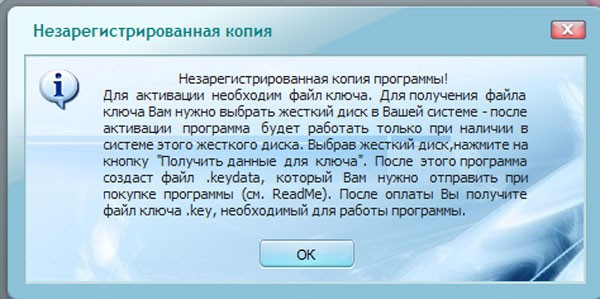 Незарегистрированная копия
Незарегистрированная копия программы!
Для активации необходим файл ключа. Для получения файла
ключа Вам нужно выбрать жесткий диск в Вашей системе - после
активации программа будет работать только при наличии в
системе этого жесткого диска. Выбрав жесткий диск,нажмите на
кнопку "Получить данные для ключа". После этого программа
создаст файл .keydata, который Вам нужно отправить при
покупке программы (см. ReadMe). После оплаты Вы получите
файл ключа .key, необходимый для работы программы.
OK